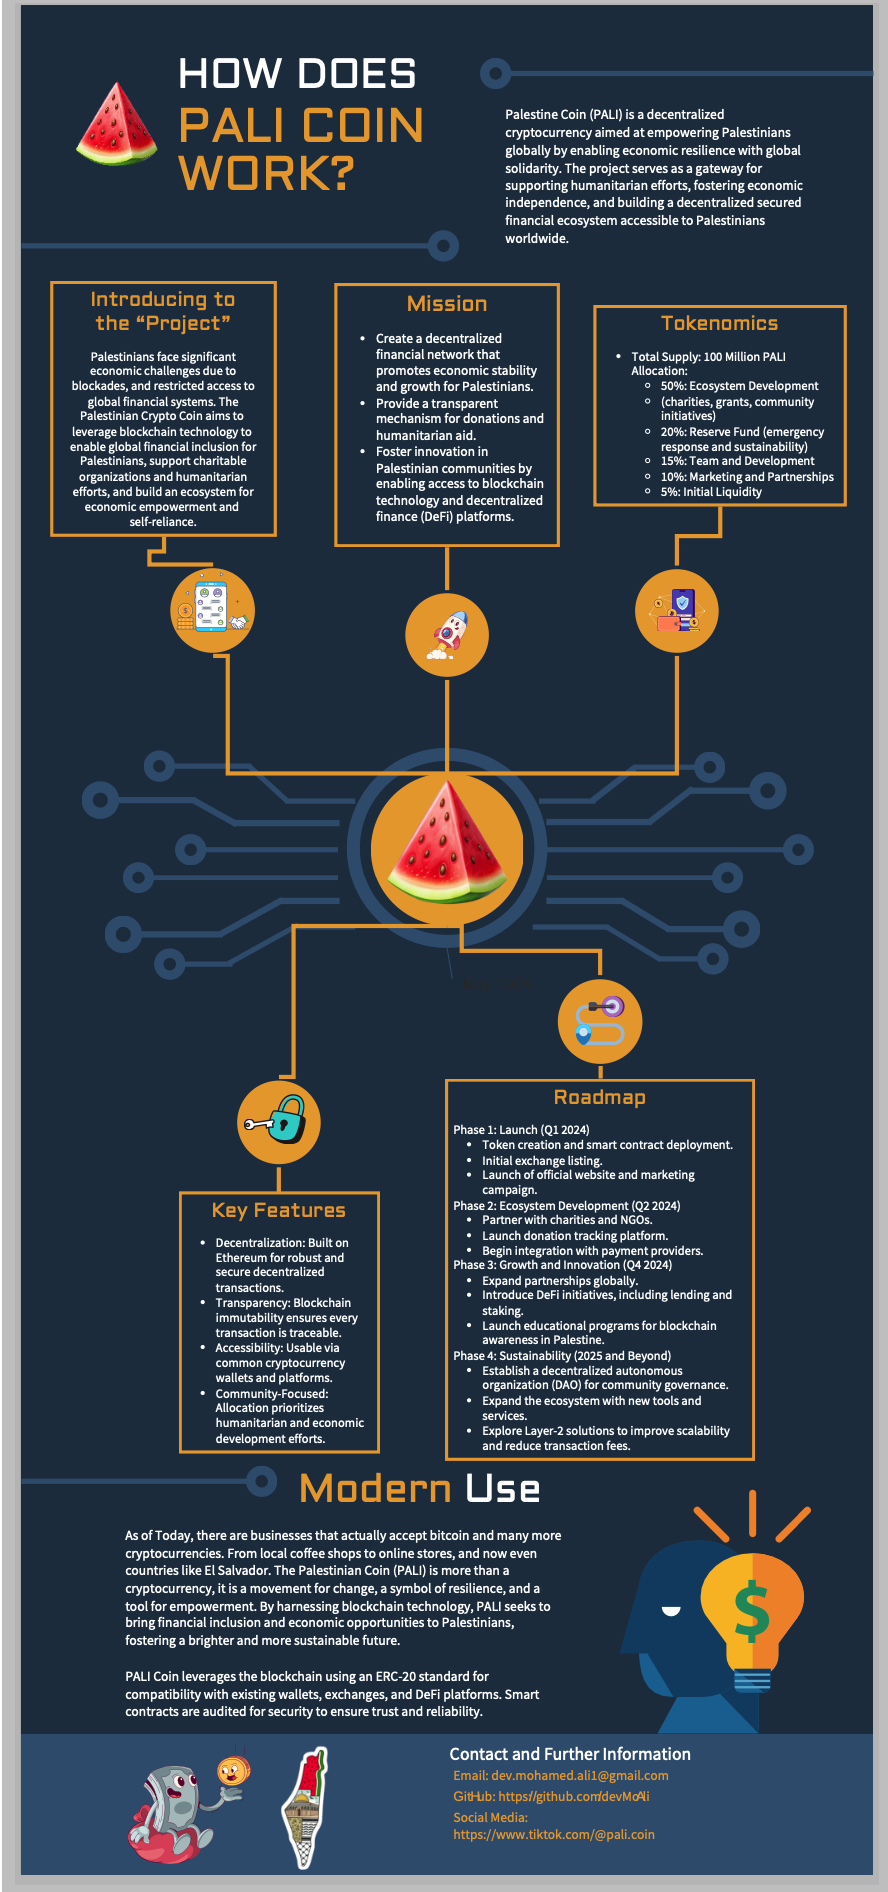 HOW DOES
PALI COIN
WORK?
Palestine Coin (PALI) is a decentralized
cryptocurrency aimed at empowering Palestinians
globally by enabling economic resilience with global
solidarity. The project serves as a gateway for
supporting humanitarian efforts, fostering economic
independence, and building a decentralized secured
financial ecosystem accessible to Palestinians
worldwide.
Introducing to
the “Project”
Palestinians face significant
economic challenges due to
blockades, and restricted access to
global financial systems. The
Palestinian Crypto Coin aims to
leverage blockchain technology to
enable global financial inclusion for
Palestinians, support charitable
organizations and humanitarian
efforts, and build an ecosystem for
economic empowerment and
self-reliance.
Mission
• Create a decentralized
financial network that
promotes economic stability
and growth for Palestinians.
• Provide a transparent
mechanism for donations and
humanitarian aid.
• Foster innovation in
Palestinian communities by
enabling access to blockchain
technology and decentralized
finance (DeFi) platforms.
Tokenomics
• Total Supply: 100 Million PALI
Allocation:
◦ 50%: Ecosystem Development
◦ (charities, grants, community
initiatives)
◦ 20%: Reserve Fund (emergency
response and sustainability)
◦ 15%: Team and Development
◦ 10%: Marketing and Partnerships
◦ 5%: Initial Liquidity
Key Features
• Decentralization: Built on
Ethereum for robust and
secure decentralized
transactions.
• Transparency: Blockchain
immutability ensures every
transaction is traceable.
• Accessibility: Usable via
common cryptocurrency
wallets and platforms.
• Community-Focused:
Allocation prioritizes
humanitarian and economic
development efforts.
Roadmap
Phase 1: Launch (Q1 2024)
• Token creation and smart contract deployment.
• Initial exchange listing.
• Launch of official website and marketing
campaign.
Phase 2: Ecosystem Development (Q2 2024)
• Partner with charities and NGOs.
• Launch donation tracking platform.
• Begin integration with payment providers.
Phase 3: Growth and Innovation (Q4 2024)
• Expand partnerships globally.
• Introduce DeFi initiatives, including lending and
staking.
• Launch educational programs for blockchain
awareness in Palestine.
Phase 4: Sustainability (2025 and Beyond)
• Establish a decentralized autonomous
organization (DAO) for community governance.
• Expand the ecosystem with new tools and
services.
• Explore Layer-2 solutions to improve scalability
and reduce transaction fees.
Modern Use
As of Today, there are businesses that actually accept bitcoin and many more
cryptocurrencies. From local coffee shops to online stores, and now even
countries like El Salvador. The Palestinian Coin (PALI) is more than a
cryptocurrency, it is a movement for change, a symbol of resilience, and a
tool for empowerment. By harnessing blockchain technology, PALI seeks to
bring financial inclusion and economic opportunities to Palestinians,
fostering a brighter and more sustainable future.
PALI Coin leverages the blockchain using an ERC-20 standard for
compatibility with existing wallets, exchanges, and DeFi platforms. Smart
contracts are audited for security to ensure trust and reliability.
Contact and Further Information
Email: dev.mohamed.ali1@gmail.com
GitHub: https://github.com/devMoAli
Social Media:
https://www.tiktok.com/@pali.coin